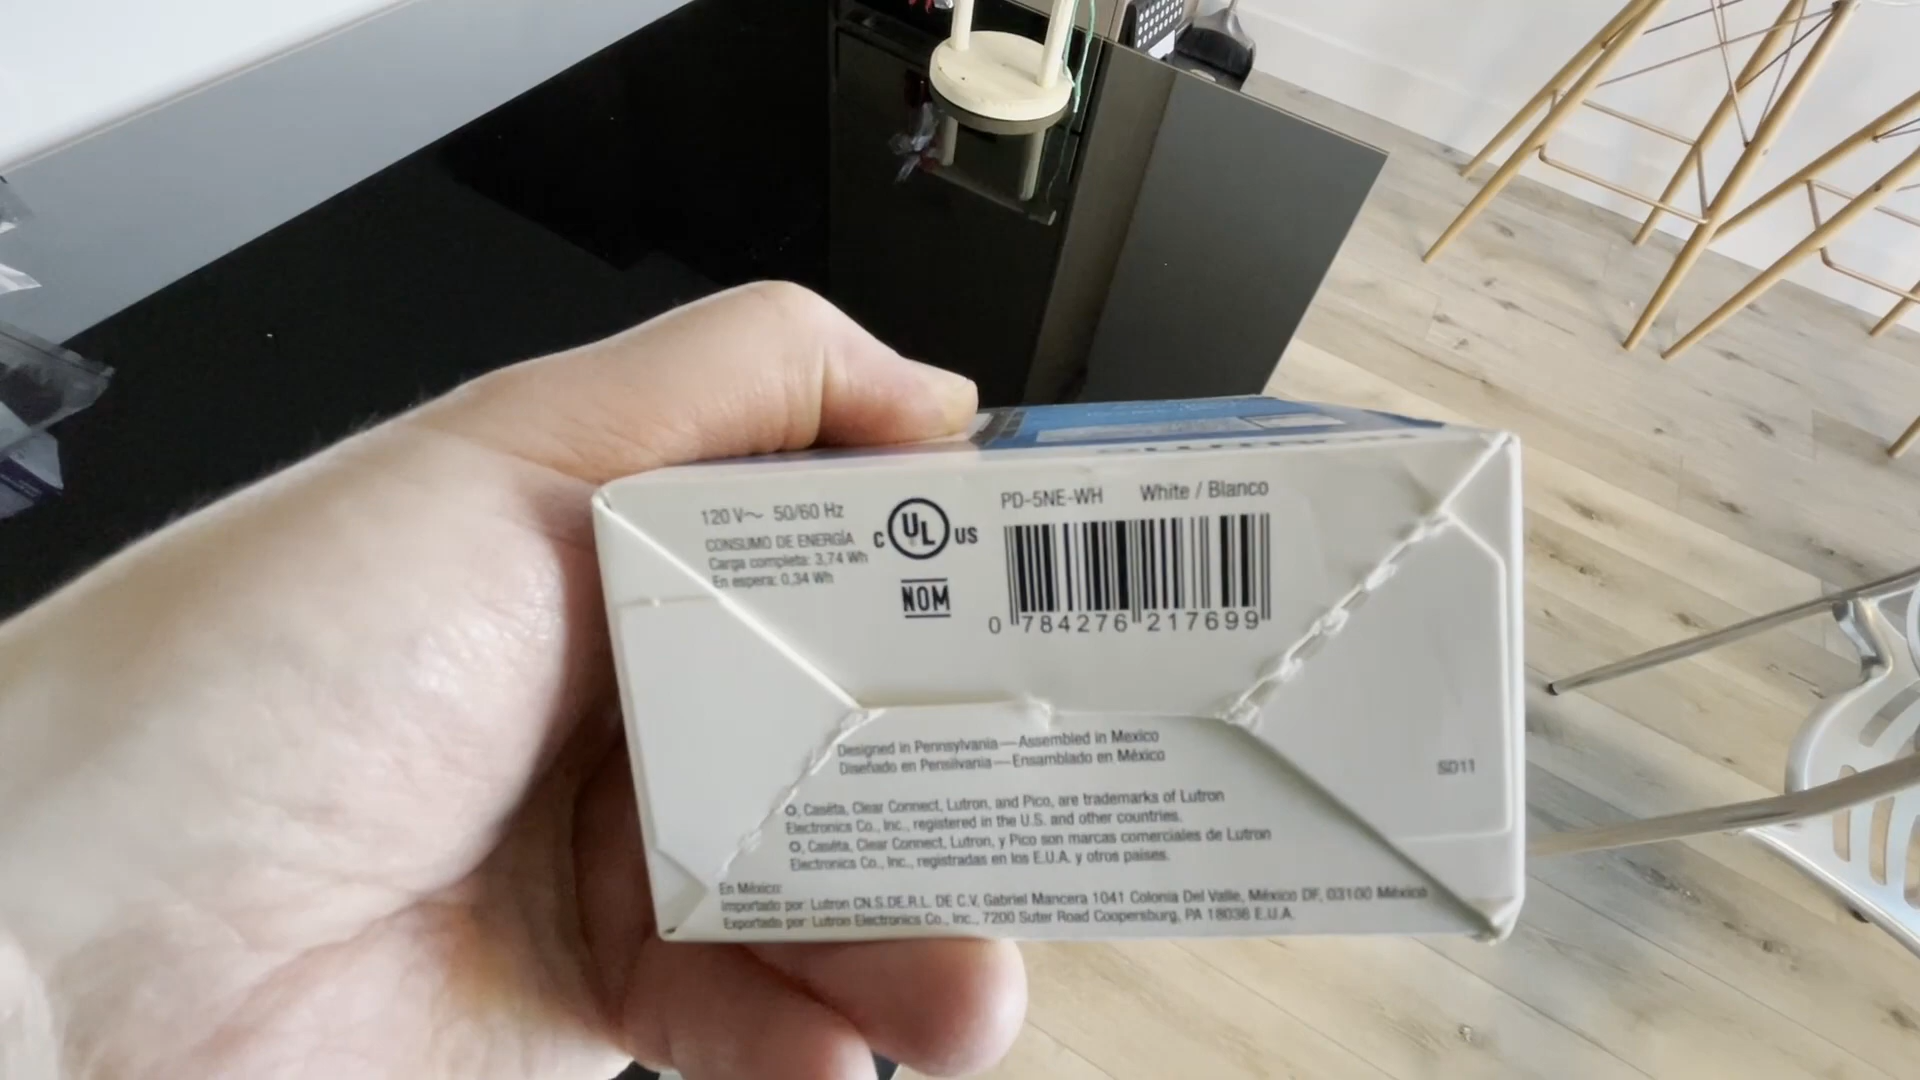 120 V~ 50/60 Hz
CONSUMO DE ENERGÍA
Carga completa: 3,74 Wh
En espera: 0,34 Wh
C UL US
NOM
PD-5NE-WH White / Blanco
0 784276 217699
Designed in Pennsylvania—Assembled in Mexico
Diseñado en Pensilvania—Ensamblado en México
SD11
, Caséta, Clear Connect, Lutron, and Pico, are trademarks of Lutron
Electronics Co., Inc., registered in the U.S. and other countries.
, Caséta, Clear Connect, Lutron, y Pico son marcas comerciales de Lutron
Electronics Co., Inc., registradas en los E.U.A. y otros países.
En México:
Importado por: Lutron CN.S.DE.R.L. DE C.V. Gabriel Mancera 1041 Colonia Del Valle, México DF, 03100 México
Exportado por: Lutron Electronics Co., Inc., 7200 Suter Road Coopersburg, PA 18036 E.U.A.